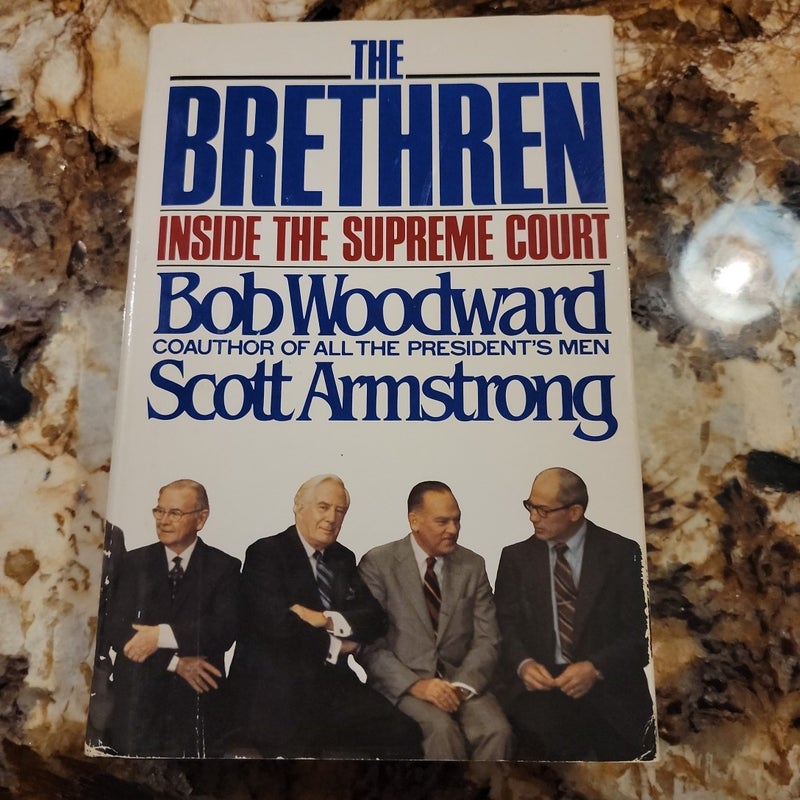 THE
BRETHREN
INSIDE THE SUPREME COURT
Bob Woodward
COAUTHOR OF ALL THE PRESIDENT'S MEN
Scott Armstrong